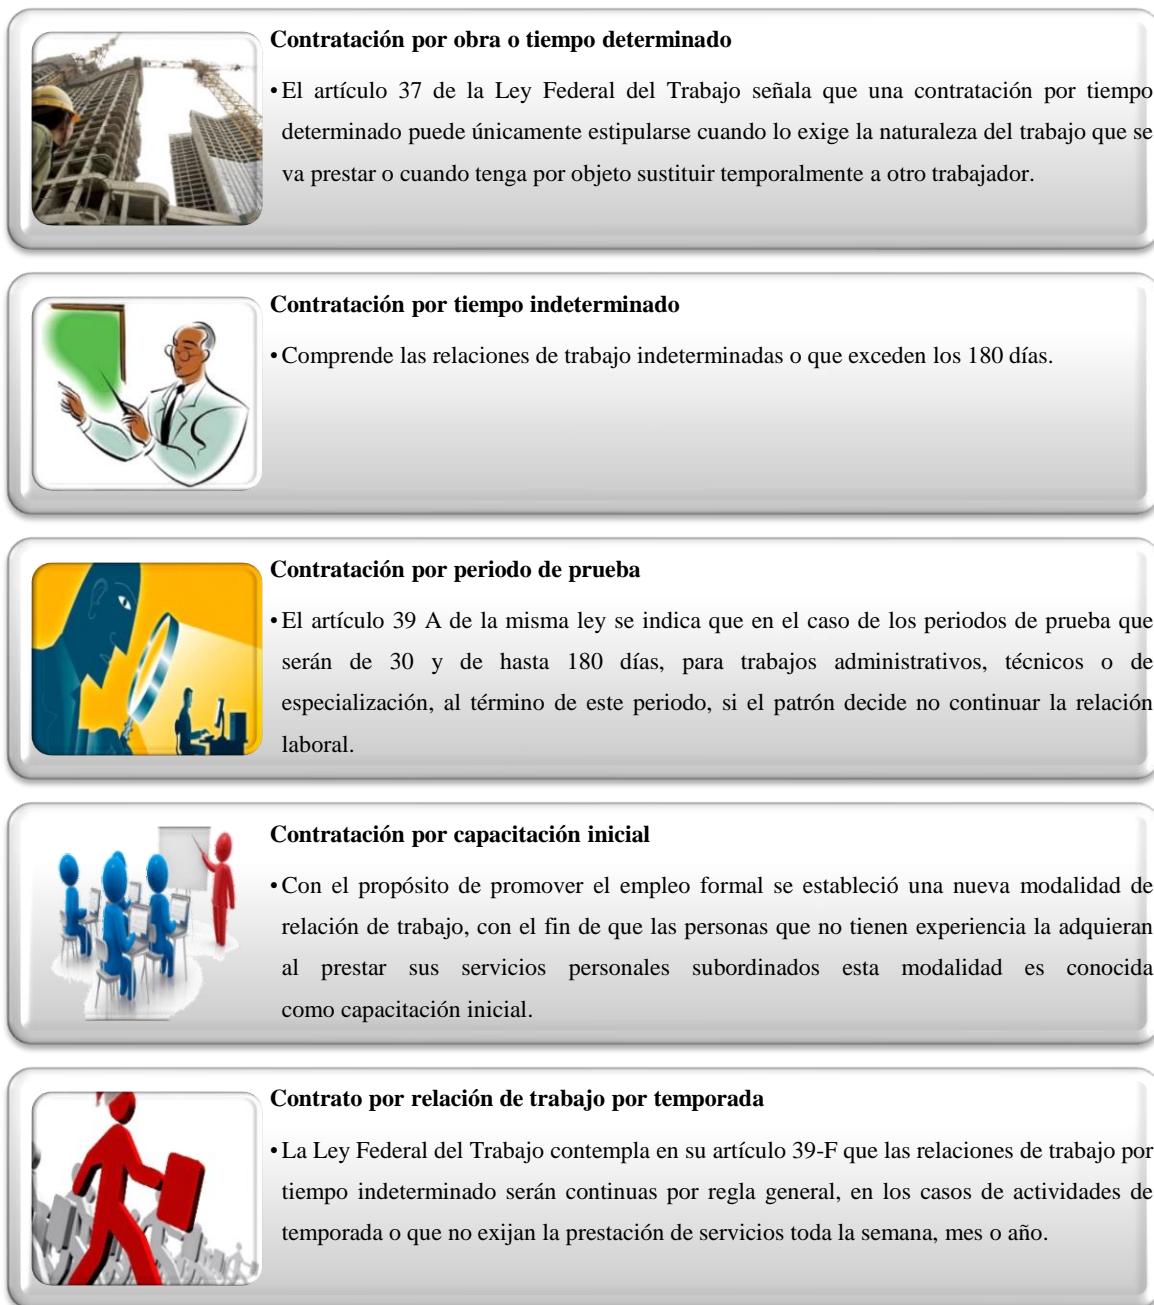 Contratación por obra o tiempo determinado
•El artículo 37 de la Ley Federal del Trabajo señala que una contratación por tiempo
determinado puede únicamente estipularse cuando lo exige la naturaleza del trabajo que se
va prestar o cuando tenga por objeto sustituir temporalmente a otro trabajador.
Contratación por tiempo indeterminado
•Comprende las relaciones de trabajo indeterminadas o que exceden los 180 días.
Contratación por periodo de prueba
•El artículo 39 A de la misma ley se indica que en el caso de los periodos de prueba que
serán de 30 y de hasta 180 días, para trabajos administrativos, técnicos o de
especialización, al término de este periodo, si el patrón decide no continuar la relación
laboral.
Contratación por capacitación inicial
•Con el propósito de promover el empleo formal se estableció una nueva modalidad de
relación de trabajo, con el fin de que las personas que no tienen experiencia la adquieran
al prestar sus servicios personales subordinados esta modalidad es conocida
como capacitación inicial.
Contrato por relación de trabajo por temporada
•La Ley Federal del Trabajo contempla en su artículo 39-F que las relaciones de trabajo por
tiempo indeterminado serán continuas por regla general, en los casos de actividades de
temporada o que no exijan la prestación de servicios toda la semana, mes o año.